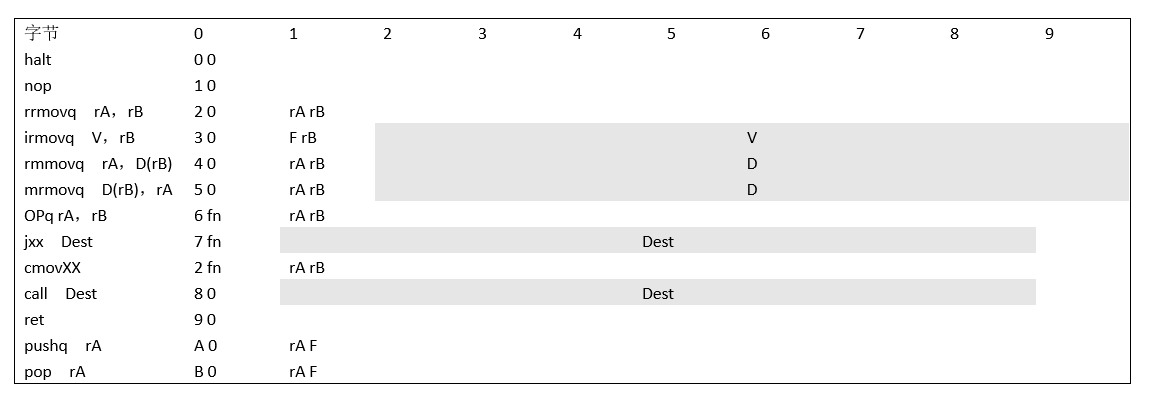 字节 0 1 2 3 4 5 6 7 8 9
halt 0 0
nop 1 0
rrmovq rA，rB 2 0 rA rB
irmovq V，rB 3 0 F rB V
rmmovq rA，D(rB) 4 0 rA rB D
mrmovq D(rB)，rA 5 0 rA rB D
OPq rA，rB 6 fn rA rB
jxx Dest 7 fn Dest
cmovXX 2 fn rA rB
call Dest 8 0 Dest
ret 9 0
pushq rA A 0 rA F
pop rA B 0 rA F